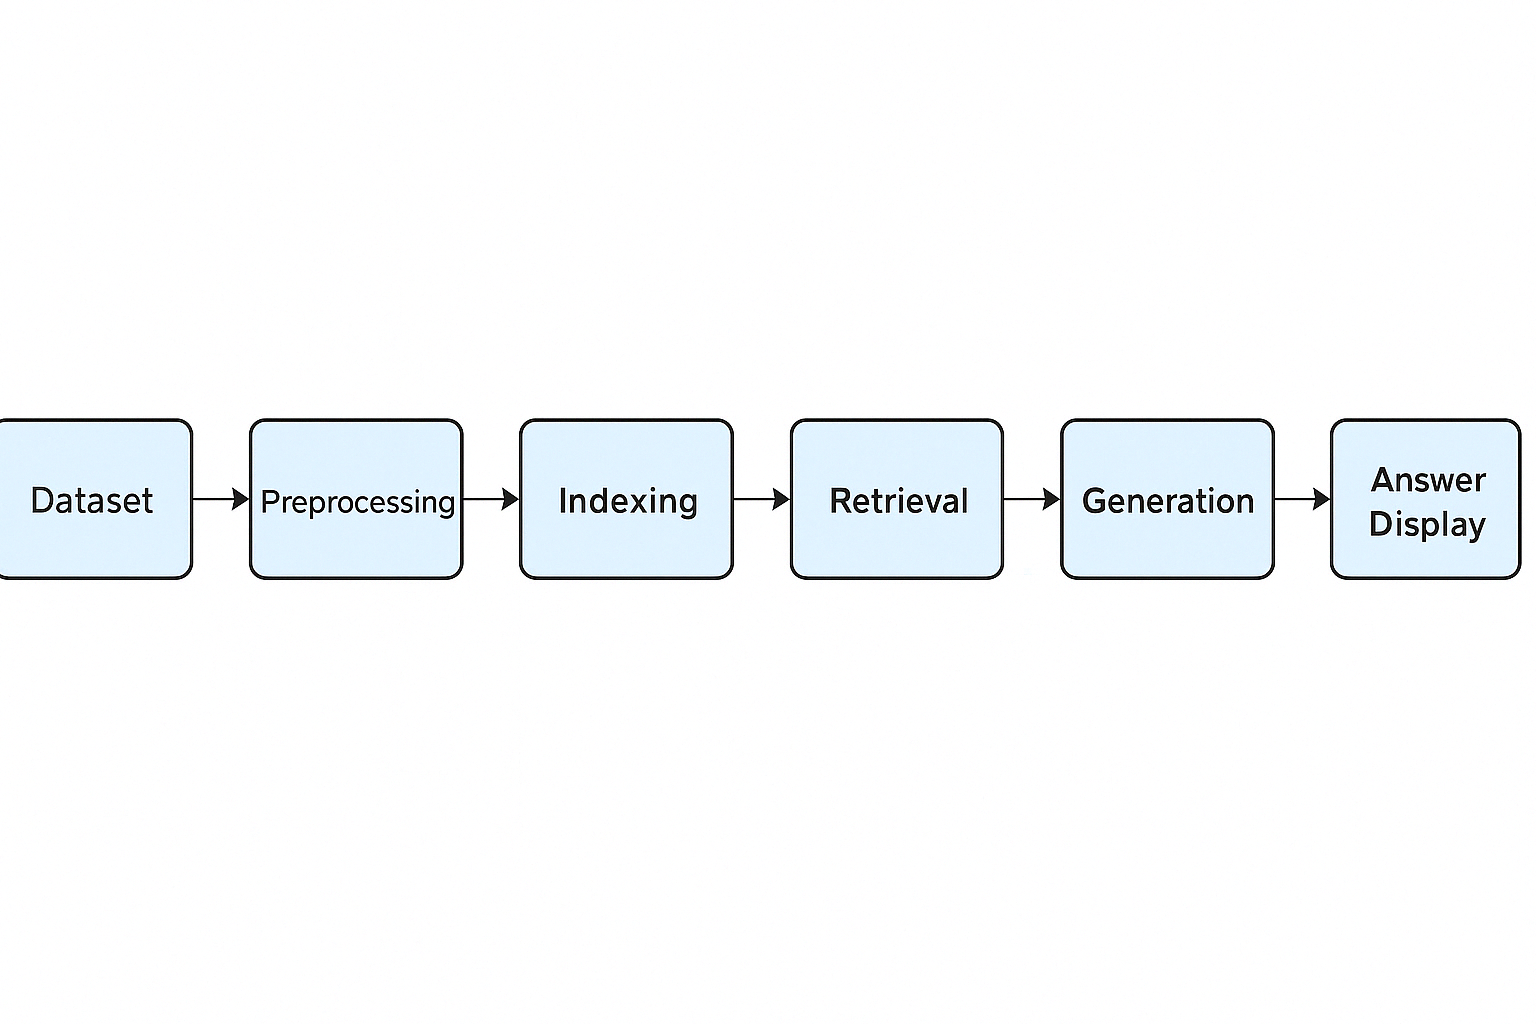 Dataset
Preprocessing
Indexing
Retrieval
Generation
Answer
Display